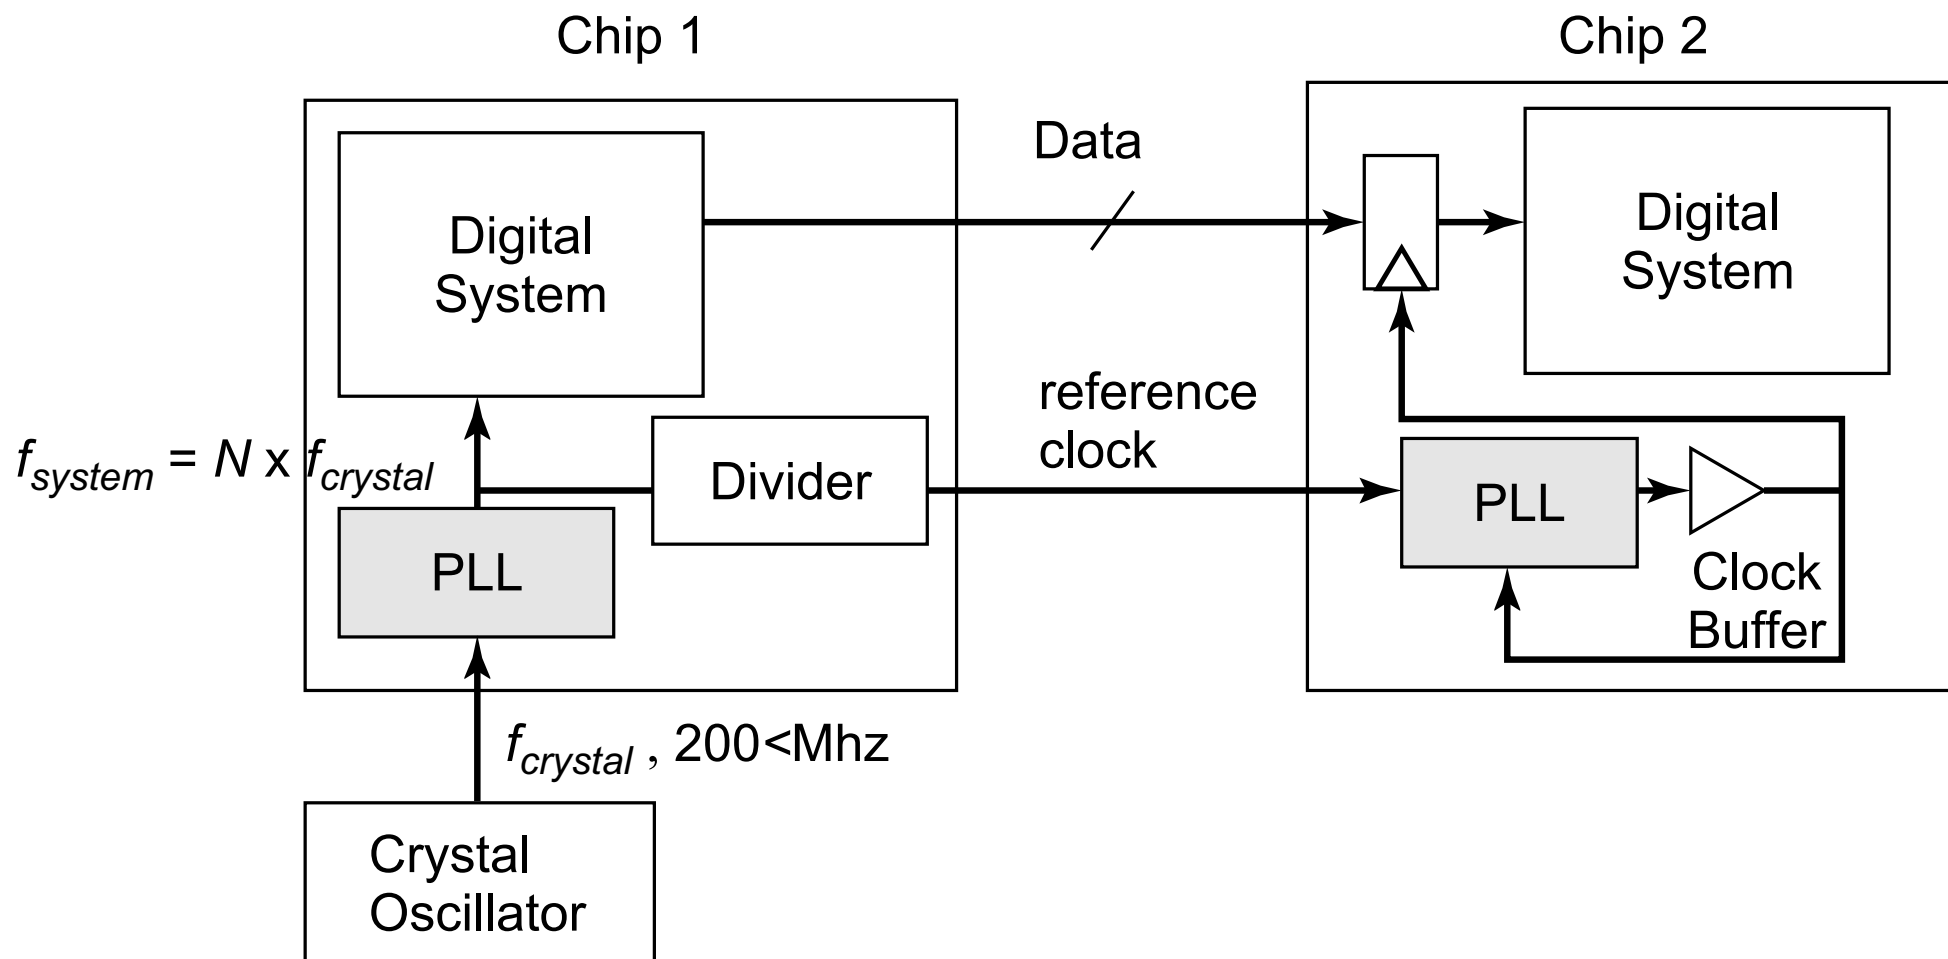 Chip 1
Chip 2
Data
Digital
System
Digital
System
reference
clock
f_system = N x f_crystal
Divider
PLL
PLL
Clock
Buffer
f_crystal , 200<Mhz
Crystal
Oscillator